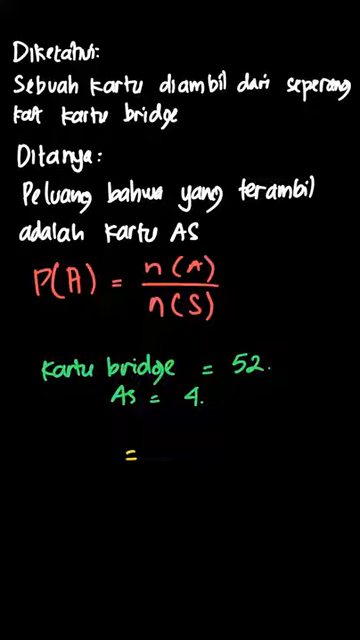 Diketahui:
Sebuah kartu diambil dari seperang
kat kartu bridge
Ditanya:
Peluang bahwa yang terambil
adalah kartu AS
P(A) = n(A) / n(S)
Kartu bridge = 52.
As = 4.
=